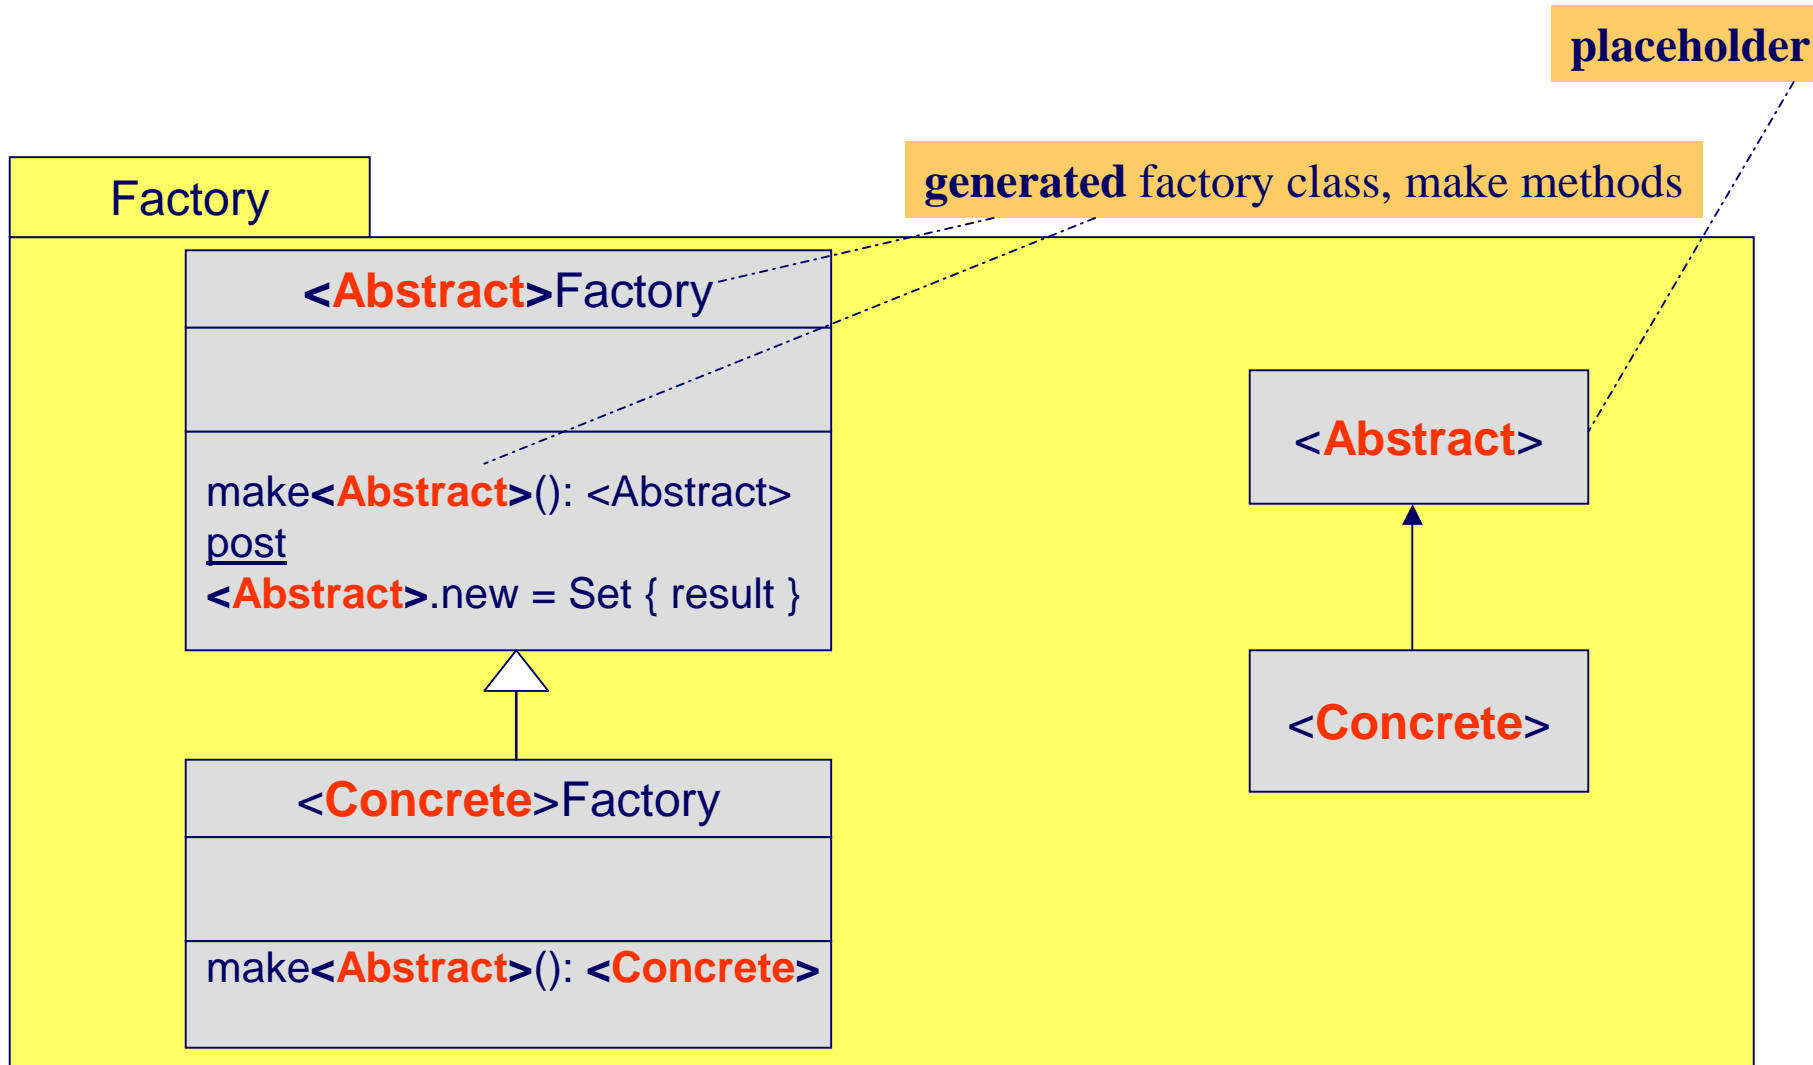 placeholder
generated factory class, make methods
Factory
<Abstract>Factory
make<Abstract>(): <Abstract>
post
<Abstract>.new = Set { result }
<Concrete>Factory
make<Abstract>(): <Concrete>
<Abstract>
<Concrete>